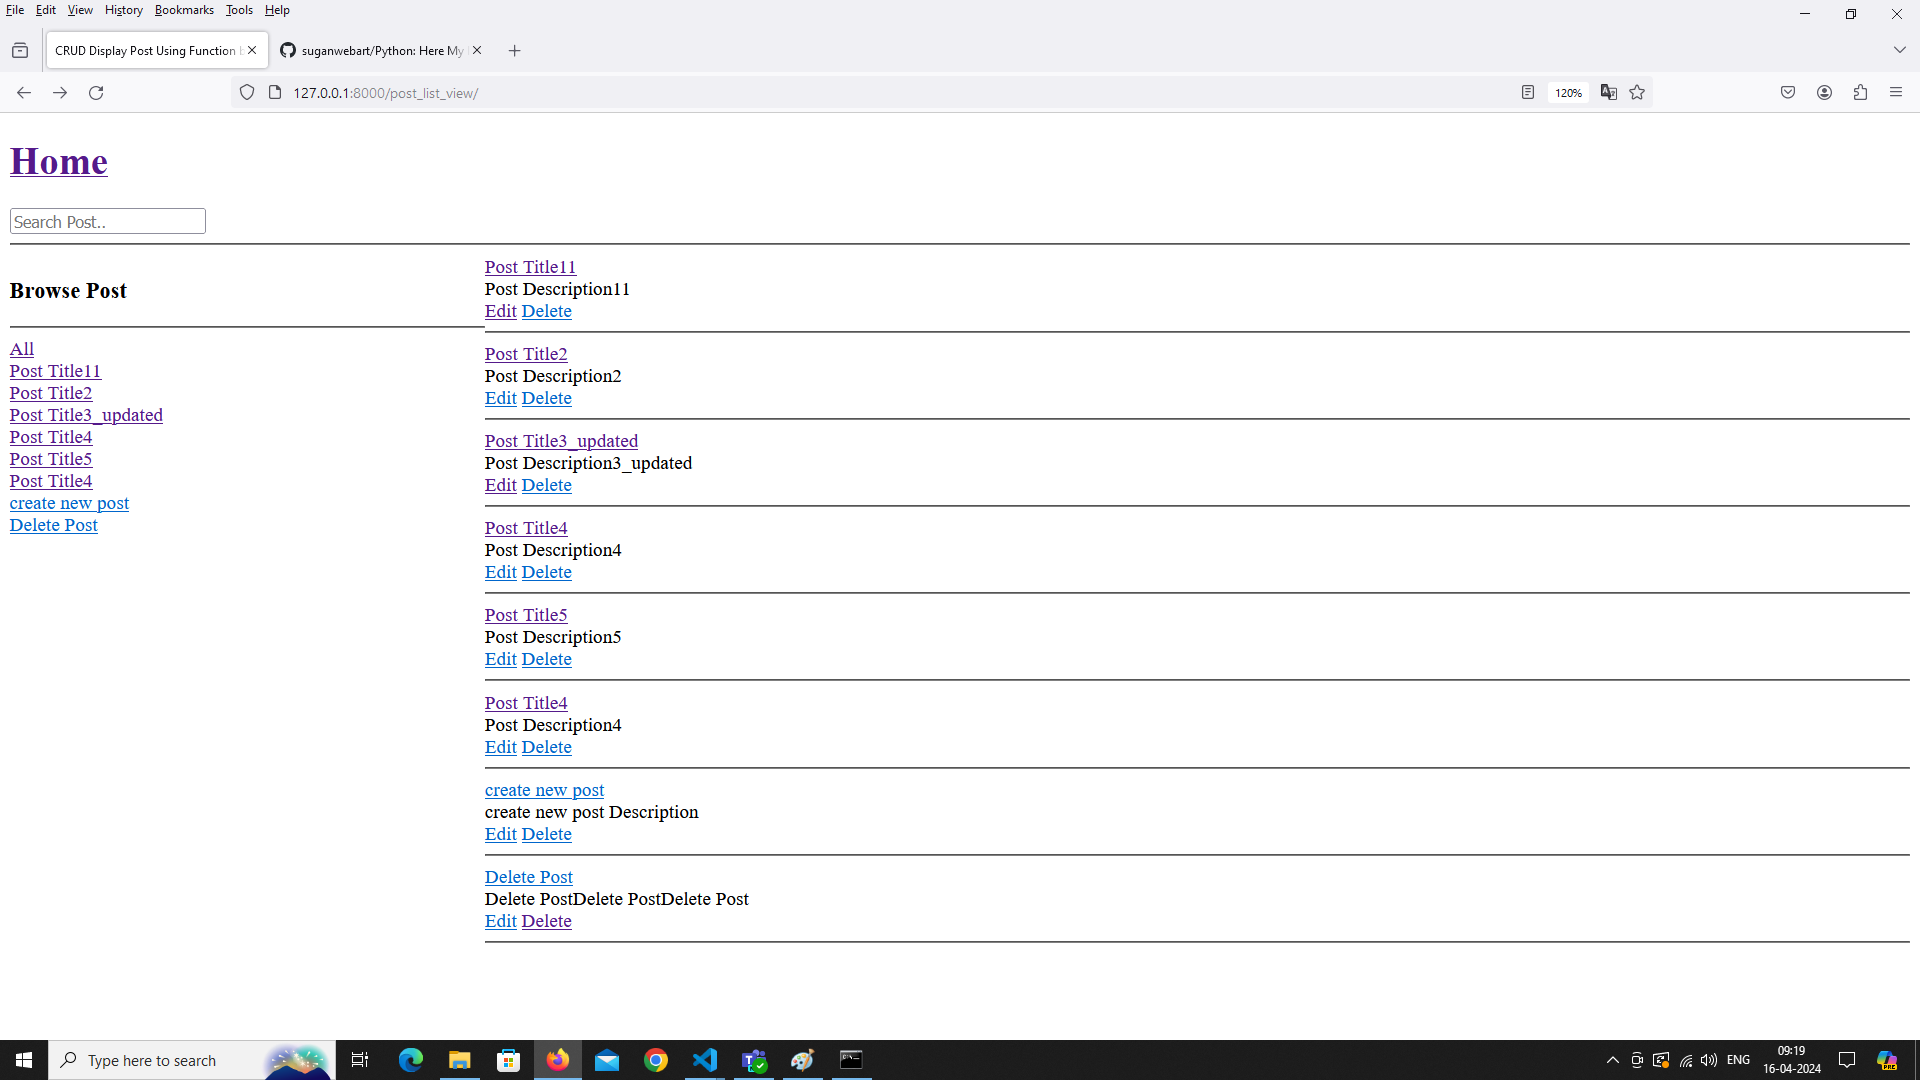 File Edit View History Bookmarks Tools Help
CRUD Display Post Using Function
suganwebart/Python: Here My
127.0.0.1:8000/post_list_view/
120%
Home
Search Post..
Browse Post
All
Post Title11
Post Title2
Post Title3_updated
Post Title4
Post Title5
Post Title4
create new post
Delete Post
Post Title11
Post Description11
Edit Delete
Post Title2
Post Description2
Edit Delete
Post Title3_updated
Post Description3_updated
Edit Delete
Post Title4
Post Description4
Edit Delete
Post Title5
Post Description5
Edit Delete
Post Title4
Post Description4
Edit Delete
create new post
create new post Description
Edit Delete
Delete Post
Delete PostDelete PostDelete Post
Edit Delete
Type here to search
ENG
09:19
16-04-2024